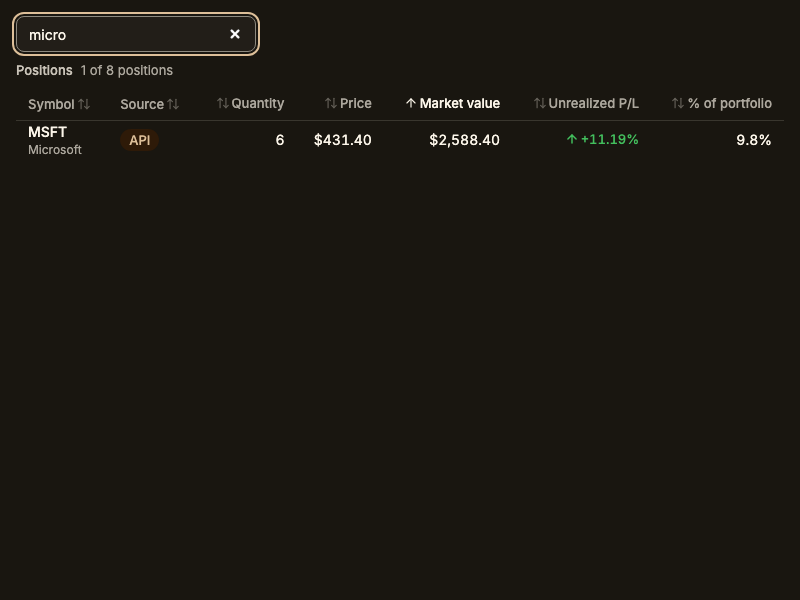 micro
Positions 1 of 8 positions
Symbol Source Quantity Price Market value Unrealized P/L % of portfolio
MSFT API 6 $431.40 $2,588.40 +11.19% 9.8%
Microsoft